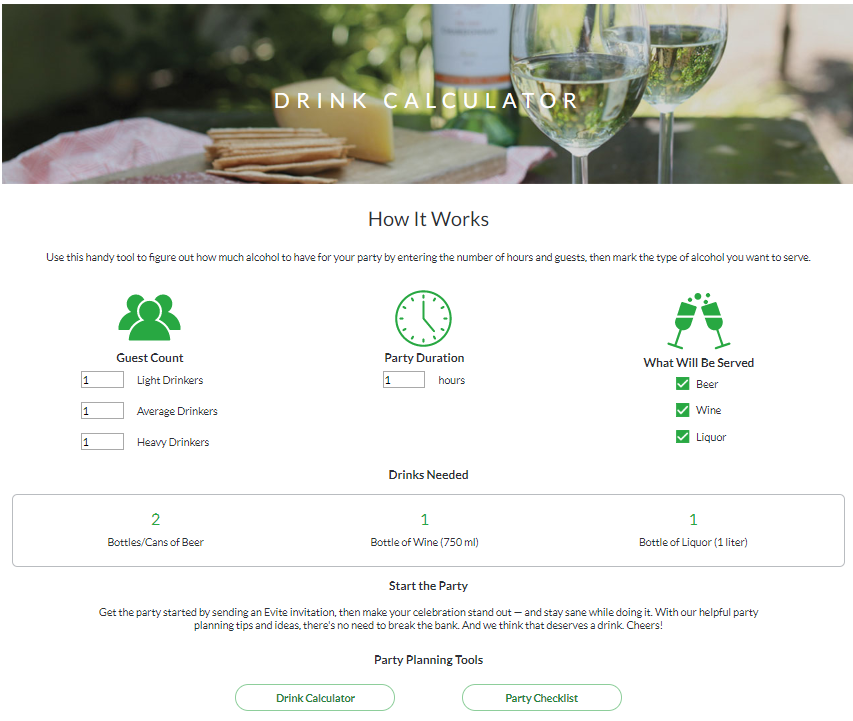 DRINK CALCULATOR
How It Works
Use this handy tool to figure out how much alcohol to have for your party by entering the number of hours and guests, then mark the type of alcohol you want to serve.
Guest Count
1 Light Drinkers
1 Average Drinkers
1 Heavy Drinkers
Party Duration
1 hours
What Will Be Served
Beer
Wine
Liquor
Drinks Needed
2
Bottles/Cans of Beer
1
Bottle of Wine (750 ml)
1
Bottle of Liquor (1 liter)
Start the Party
Get the party started by sending an Evite invitation, then make your celebration stand out — and stay sane while doing it. With our helpful party
planning tips and ideas, there's no need to break the bank. And we think that deserves a drink. Cheers!
Party Planning Tools
Drink Calculator
Party Checklist